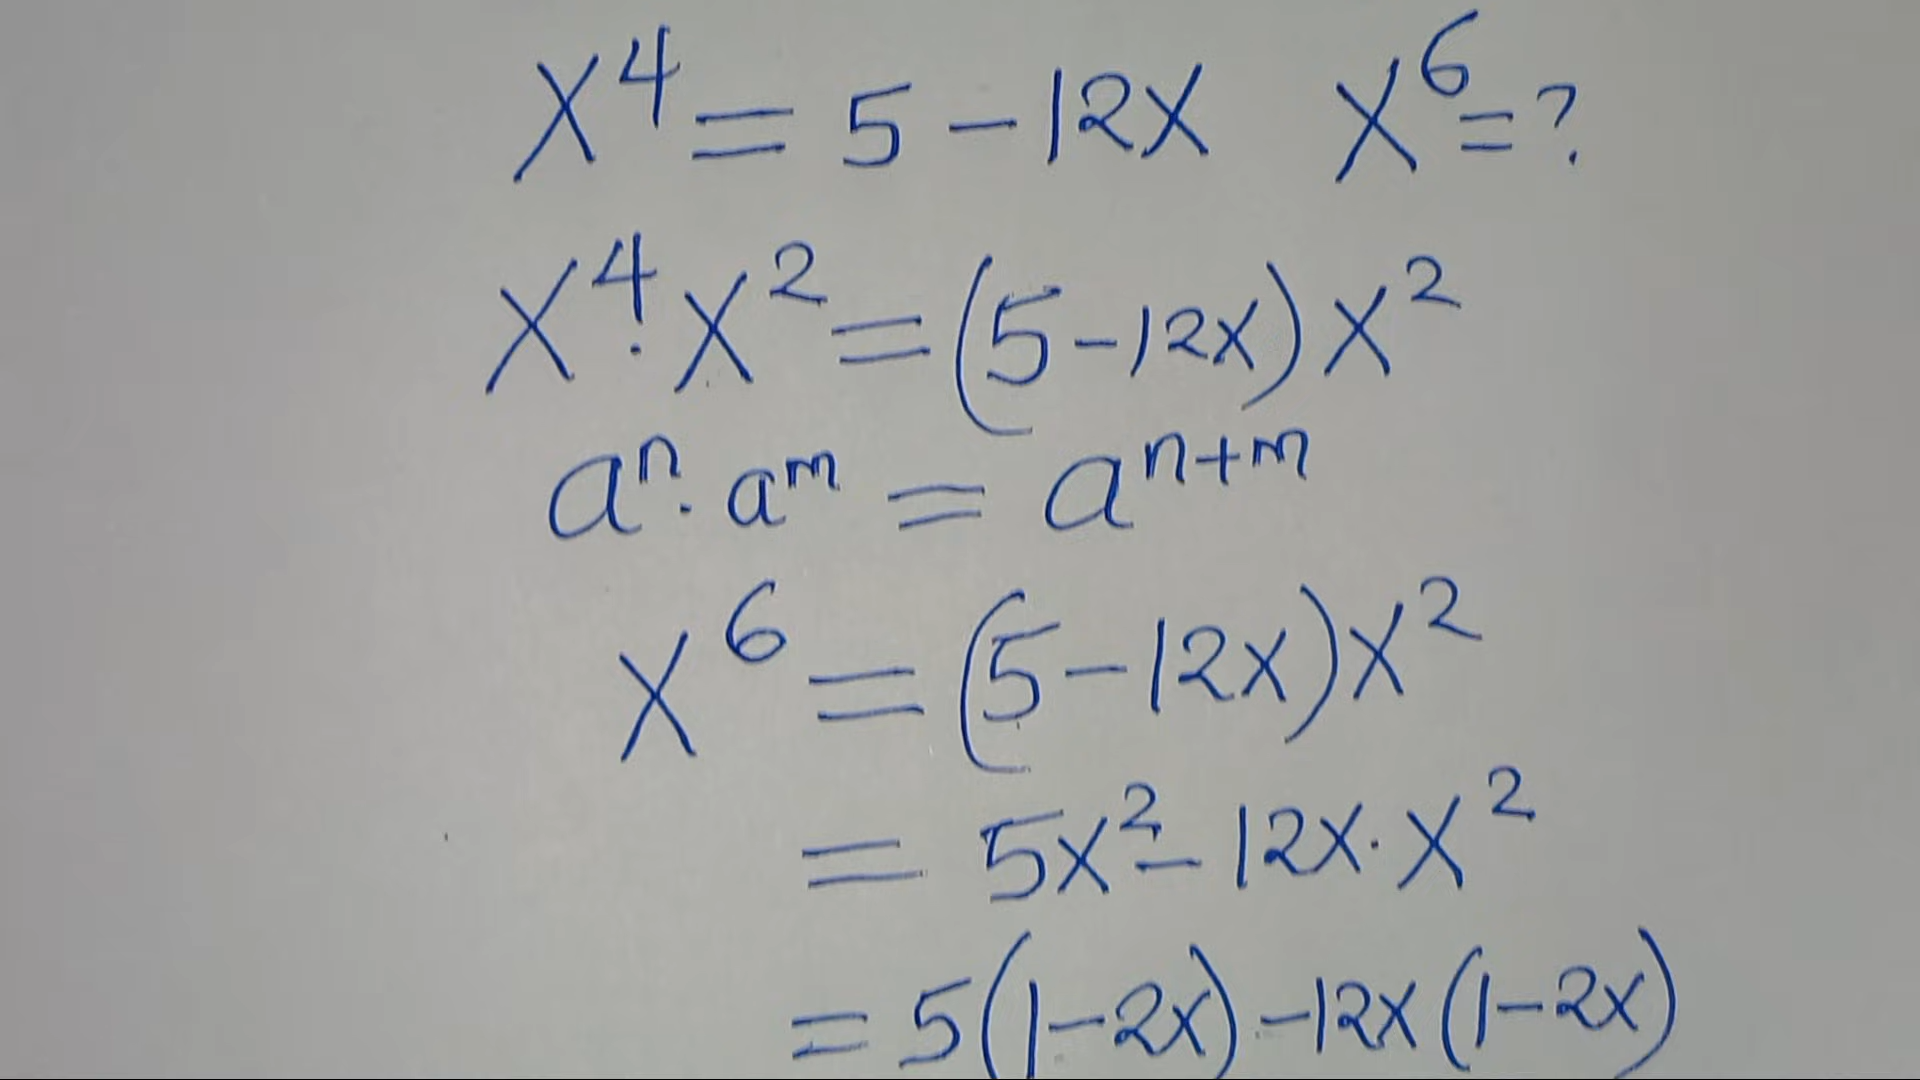 X⁴ = 5 - 12X   X⁶ = ?
X⁴ · X² = (5 - 12X) X²
aⁿ · aᵐ = aⁿ⁺ᵐ
X⁶ = (5 - 12X) X²
= 5X² - 12X · X²
= 5(1 - 2X) - 12X(1 - 2X)